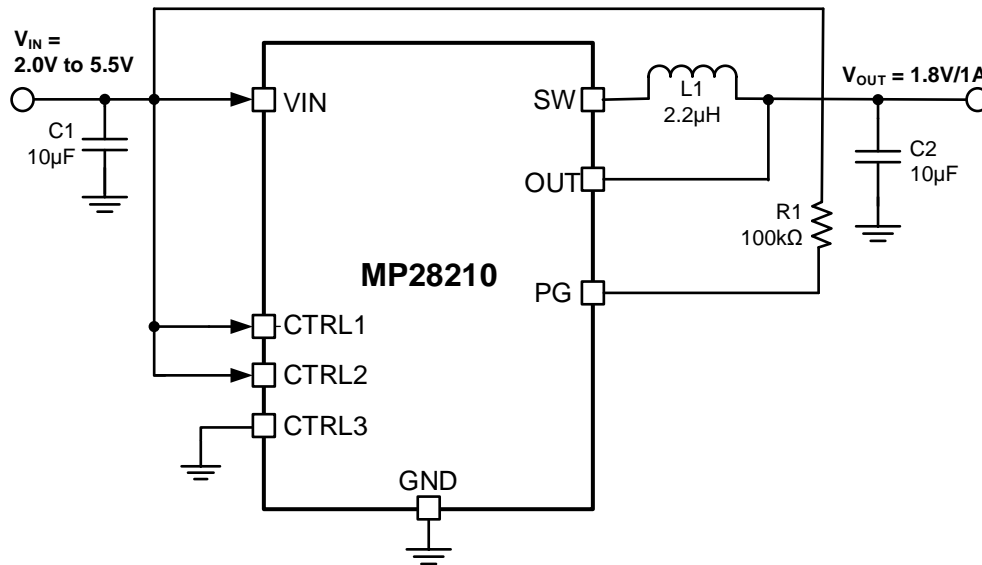 V_IN =
2.0V to 5.5V
C1
10µF
VIN
SW
L1
2.2µH
V_OUT = 1.8V/1A
C2
10µF
OUT
R1
100kΩ
MP28210
PG
CTRL1
CTRL2
CTRL3
GND